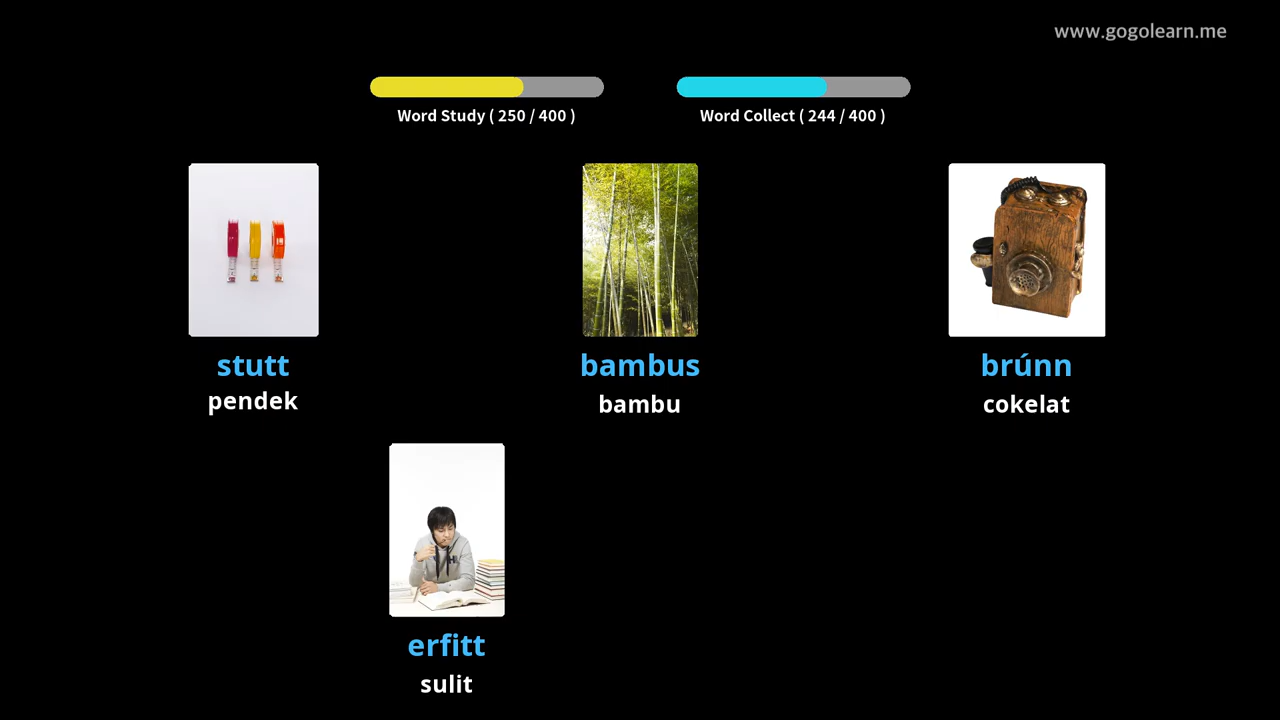 www.gogolearn.me
Word Study ( 250 / 400 )
Word Collect ( 244 / 400 )
stutt
pendek
bambus
bambu
brúnn
cokelat
erfitt
sulit